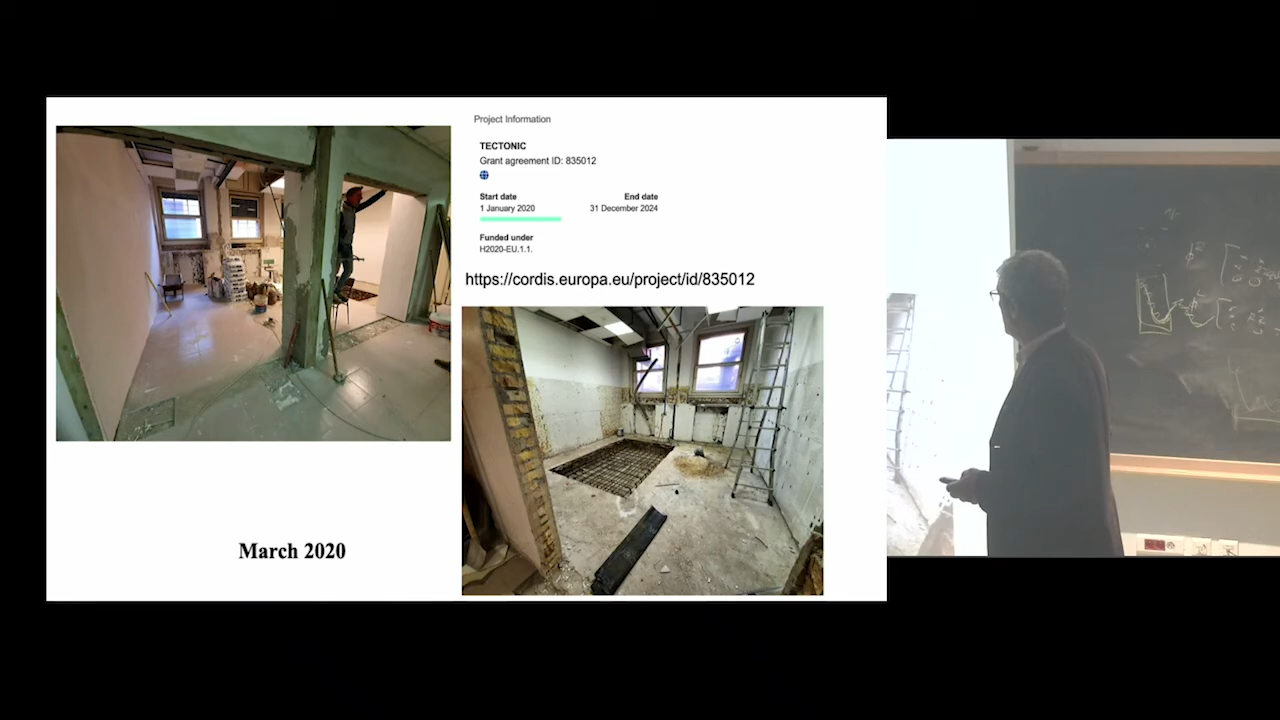 Project Information
TECTONIC
Grant agreement ID: 835012
Start date
End date
1 January 2020
31 December 2024
Funded under
H2020-EU.1.1.
https://cordis.europa.eu/project/id/835012
March 2020